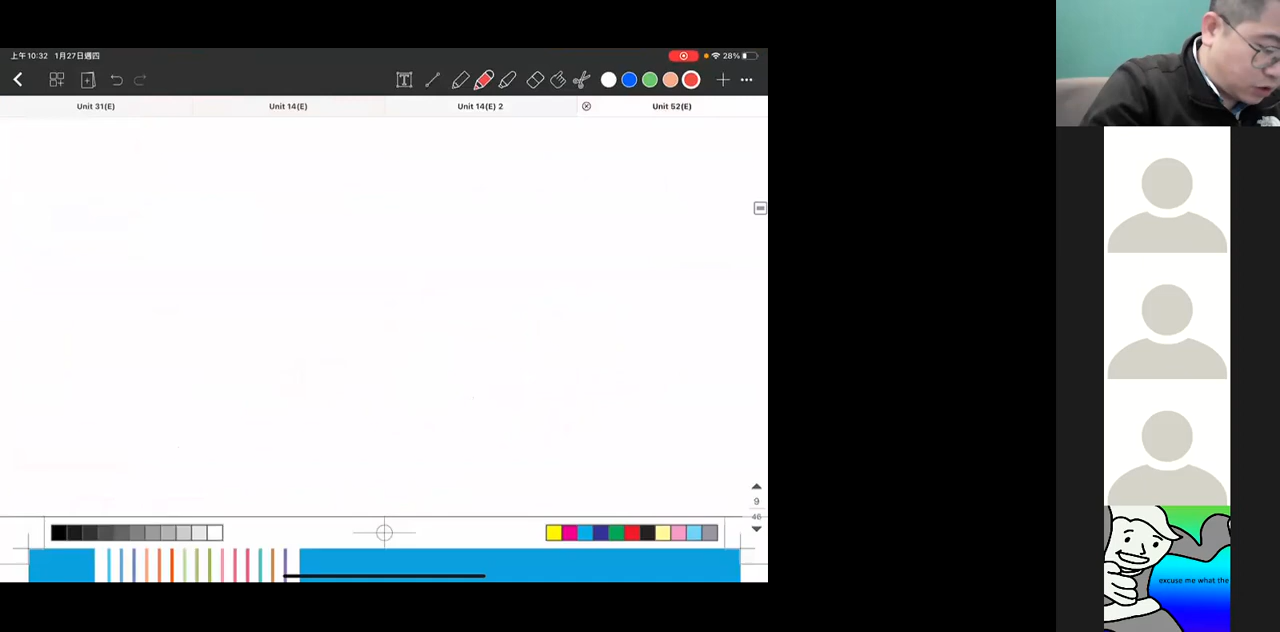 上午10:32 1月27日週四
28%
Unit 31(E)
Unit 14(E)
Unit 14(E) 2
Unit 52(E)
9
46
excuse me what the